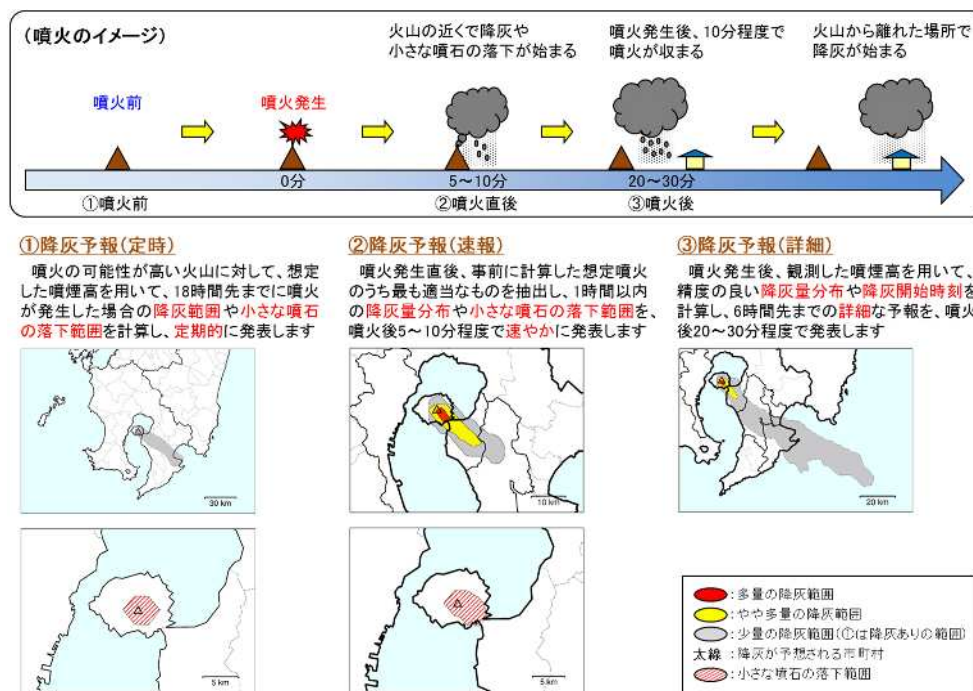 (噴火のイメージ)
火山の近くで降灰や
小さな噴石の落下が始まる
噴火発生後、10分程度で
噴火が収まる
火山から離れた場所で
降灰が始まる
噴火前
噴火発生
0分
5~10分
20~30分
①噴火前
②噴火直後
③噴火後
①降灰予報(定時)
噴火の可能性が高い火山に対して、想定
した噴煙高を用いて、18時間先までに噴火
が発生した場合の降灰範囲や小さな噴石
の落下範囲を計算し、定期的に発表します
30 km
5 km
②降灰予報(速報)
噴火発生直後、事前に計算した想定噴火
のうち最も適当なものを抽出し、1時間以内
の降灰量分布や小さな噴石の落下範囲を、
噴火後5~10分程度で速やかに発表します
10 km
5 km
③降灰予報(詳細)
噴火発生後、観測した噴煙高を用いて、
精度の良い降灰量分布や降灰開始時刻を
計算し、6時間先までの詳細な予報を、噴火
後20~30分程度で発表します
20 km
:多量の降灰範囲
:やや多量の降灰範囲
:少量の降灰範囲(①は降灰ありの範囲)
太線:降灰が予想される市町村
:小さな噴石の落下範囲